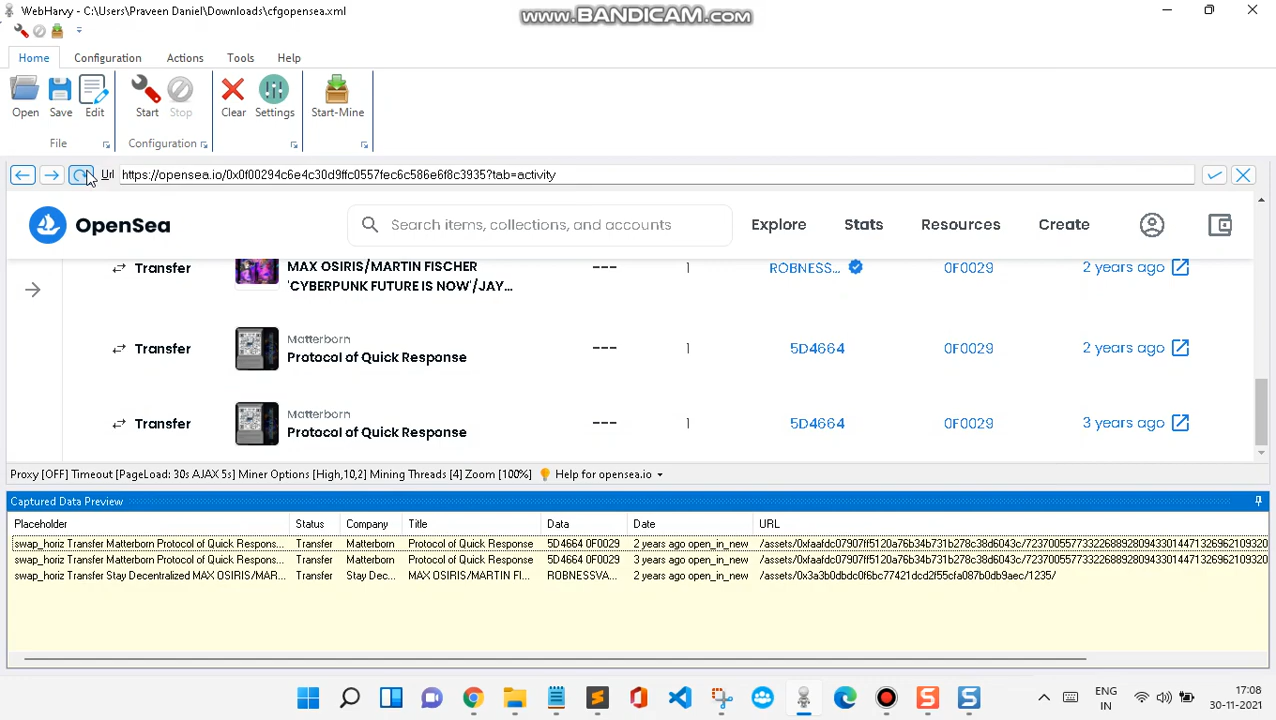 WebHarvy - C:\Users\Praveen Daniel\Downloads\cfgopensea.xml
www.BANDICAM.com
Home Configuration Actions Tools Help
Open Save Edit Start Stop Clear Settings Start-Mine
File Configuration
Url https://opensea.io/0x0f00294c6e4c30d9ffc0557fec6c586e6f8c3935?tab=activity
OpenSea Search items, collections, and accounts Explore Stats Resources Create
Transfer MAX OSIRIS/MARTIN FISCHER --- 1 ROBNESS... 0F0029 2 years ago
'CYBERPUNK FUTURE IS NOW'/JAY...
Matterborn
Transfer Protocol of Quick Response --- 1 5D4664 0F0029 2 years ago
Matterborn
Transfer Protocol of Quick Response --- 1 5D4664 0F0029 3 years ago
Proxy [OFF] Timeout [PageLoad: 30s AJAX 5s] Miner Options [High,10,2] Mining Threads [4] Zoom [100%] Help for opensea.io
Captured Data Preview
Placeholder Status Company Title Data Date URL
swap_horiz Transfer Matterborn Protocol of Quick Respons... Transfer Matterborn Protocol of Quick Response 5D4664 0F0029 2 years ago open_in_new
swap_horiz Transfer Matterborn Protocol of Quick Respons... Transfer Matterborn Protocol of Quick Response 5D4664 0F0029 3 years ago open_in_new
swap_horiz Transfer Stay Decentralized MAX OSIRIS/MAR... Transfer Stay Dec... MAX OSIRIS/MARTIN FI... ROBNESSVA... 2 years ago open_in_new /assets/0x3a3b0dbdc0f6bc77421dcd2f55cfa087b0db9aec/1235/
ENG 17:08
IN 30-11-2021